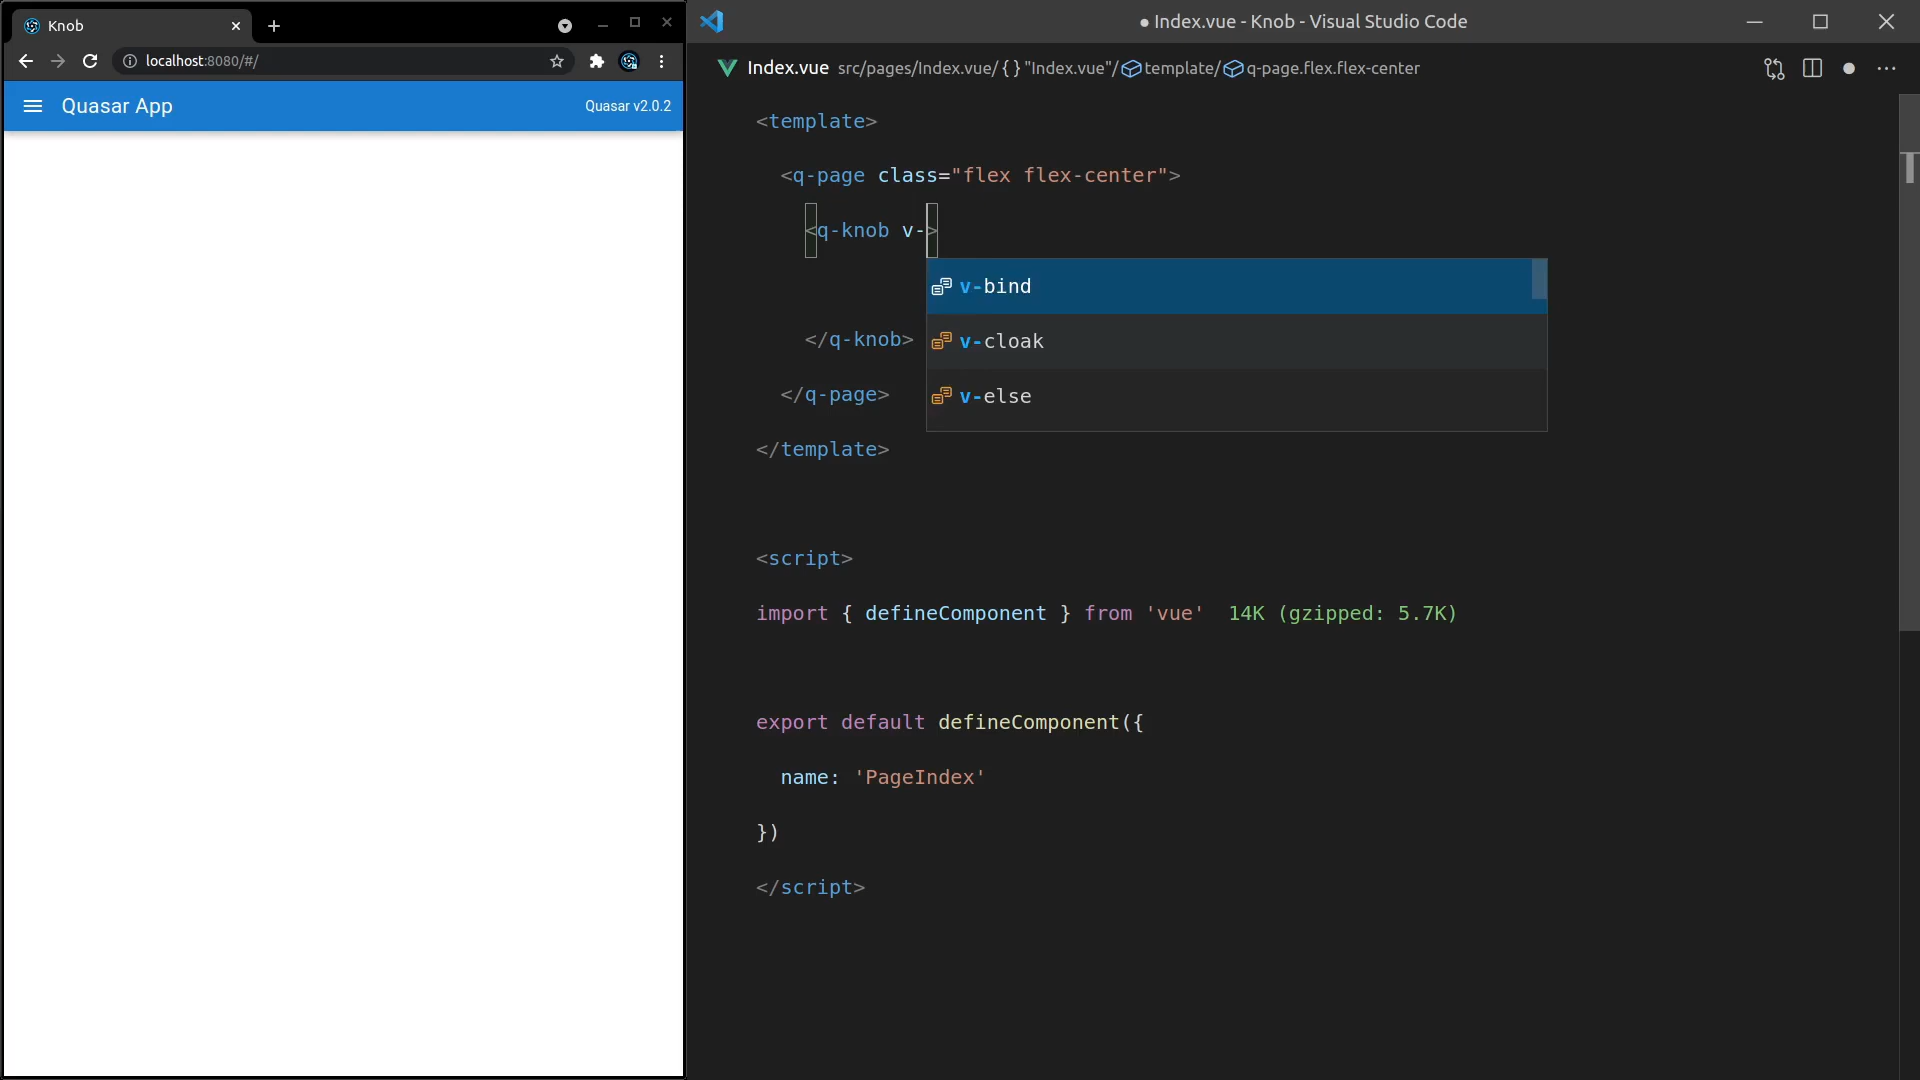 Knob
localhost:8080/#/
Quasar App
Quasar v2.0.2
● Index.vue - Knob - Visual Studio Code
Index.vue src/pages/Index.vue/ {} "Index.vue"/ template/ q-page.flex.flex-center
<template>
<q-page class="flex flex-center">
<q-knob v->
v-bind
v-cloak
v-else
</q-knob>
</q-page>
</template>
<script>
import { defineComponent } from 'vue' 14K (gzipped: 5.7K)
export default defineComponent({
name: 'PageIndex'
})
</script>